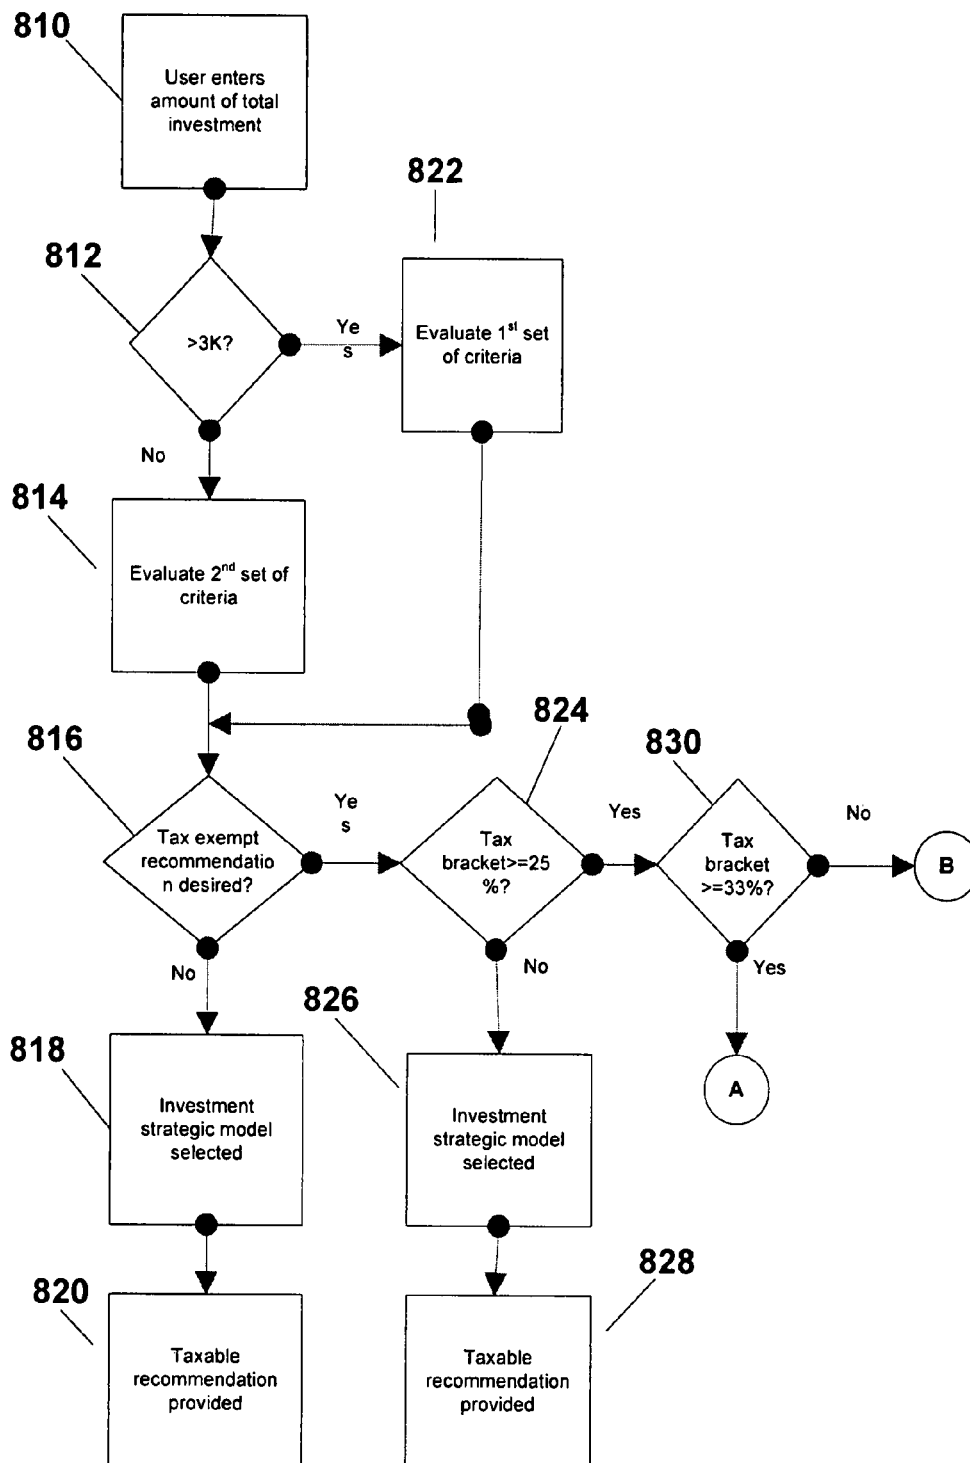 810
User enters
amount of total
investment
822
812
>3K?
Ye
s
Evaluate 1st set
of criteria
No
814
Evaluate 2nd set of
criteria
824
830
816
Tax exempt
recommendatio
n desired?
Ye
s
Tax
bracket>=25
%?
Yes
Tax
bracket
>=33%?
No
B
No
No
Yes
826
818
A
Investment
strategic model
selected
Investment
strategic model
selected
828
820
Taxable
recommendation
provided
Taxable
recommendation
provided